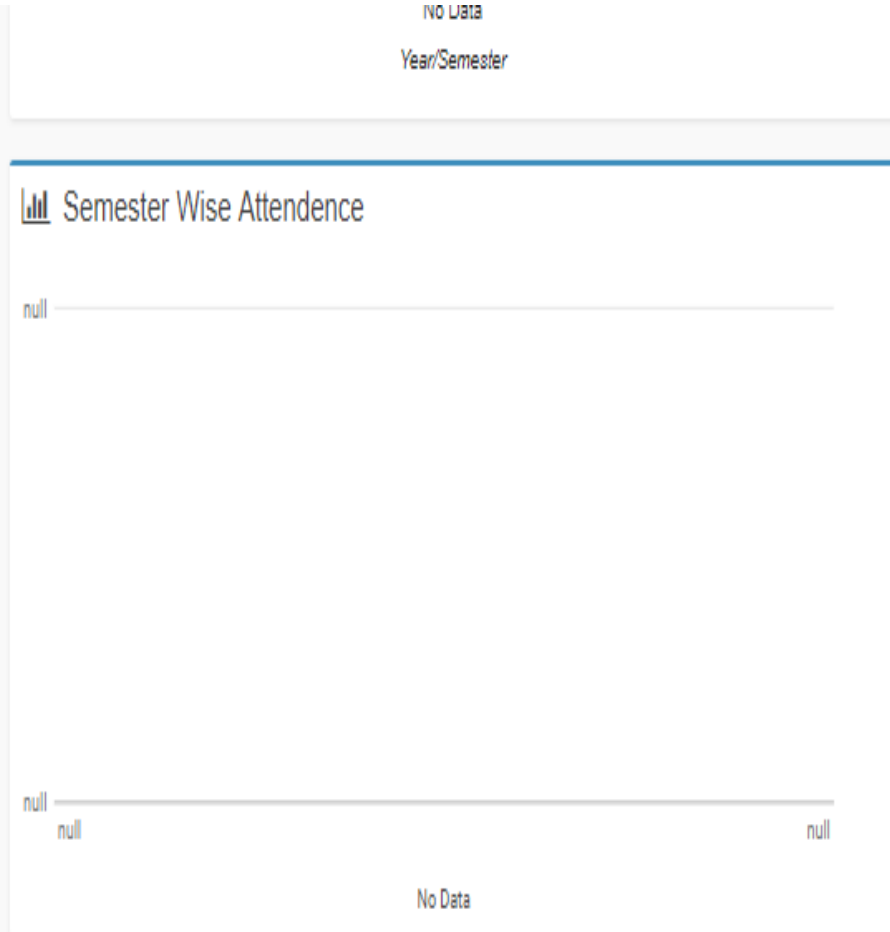 No Data
Year/Semester
Semester Wise Attendence
null
null
null null
No Data